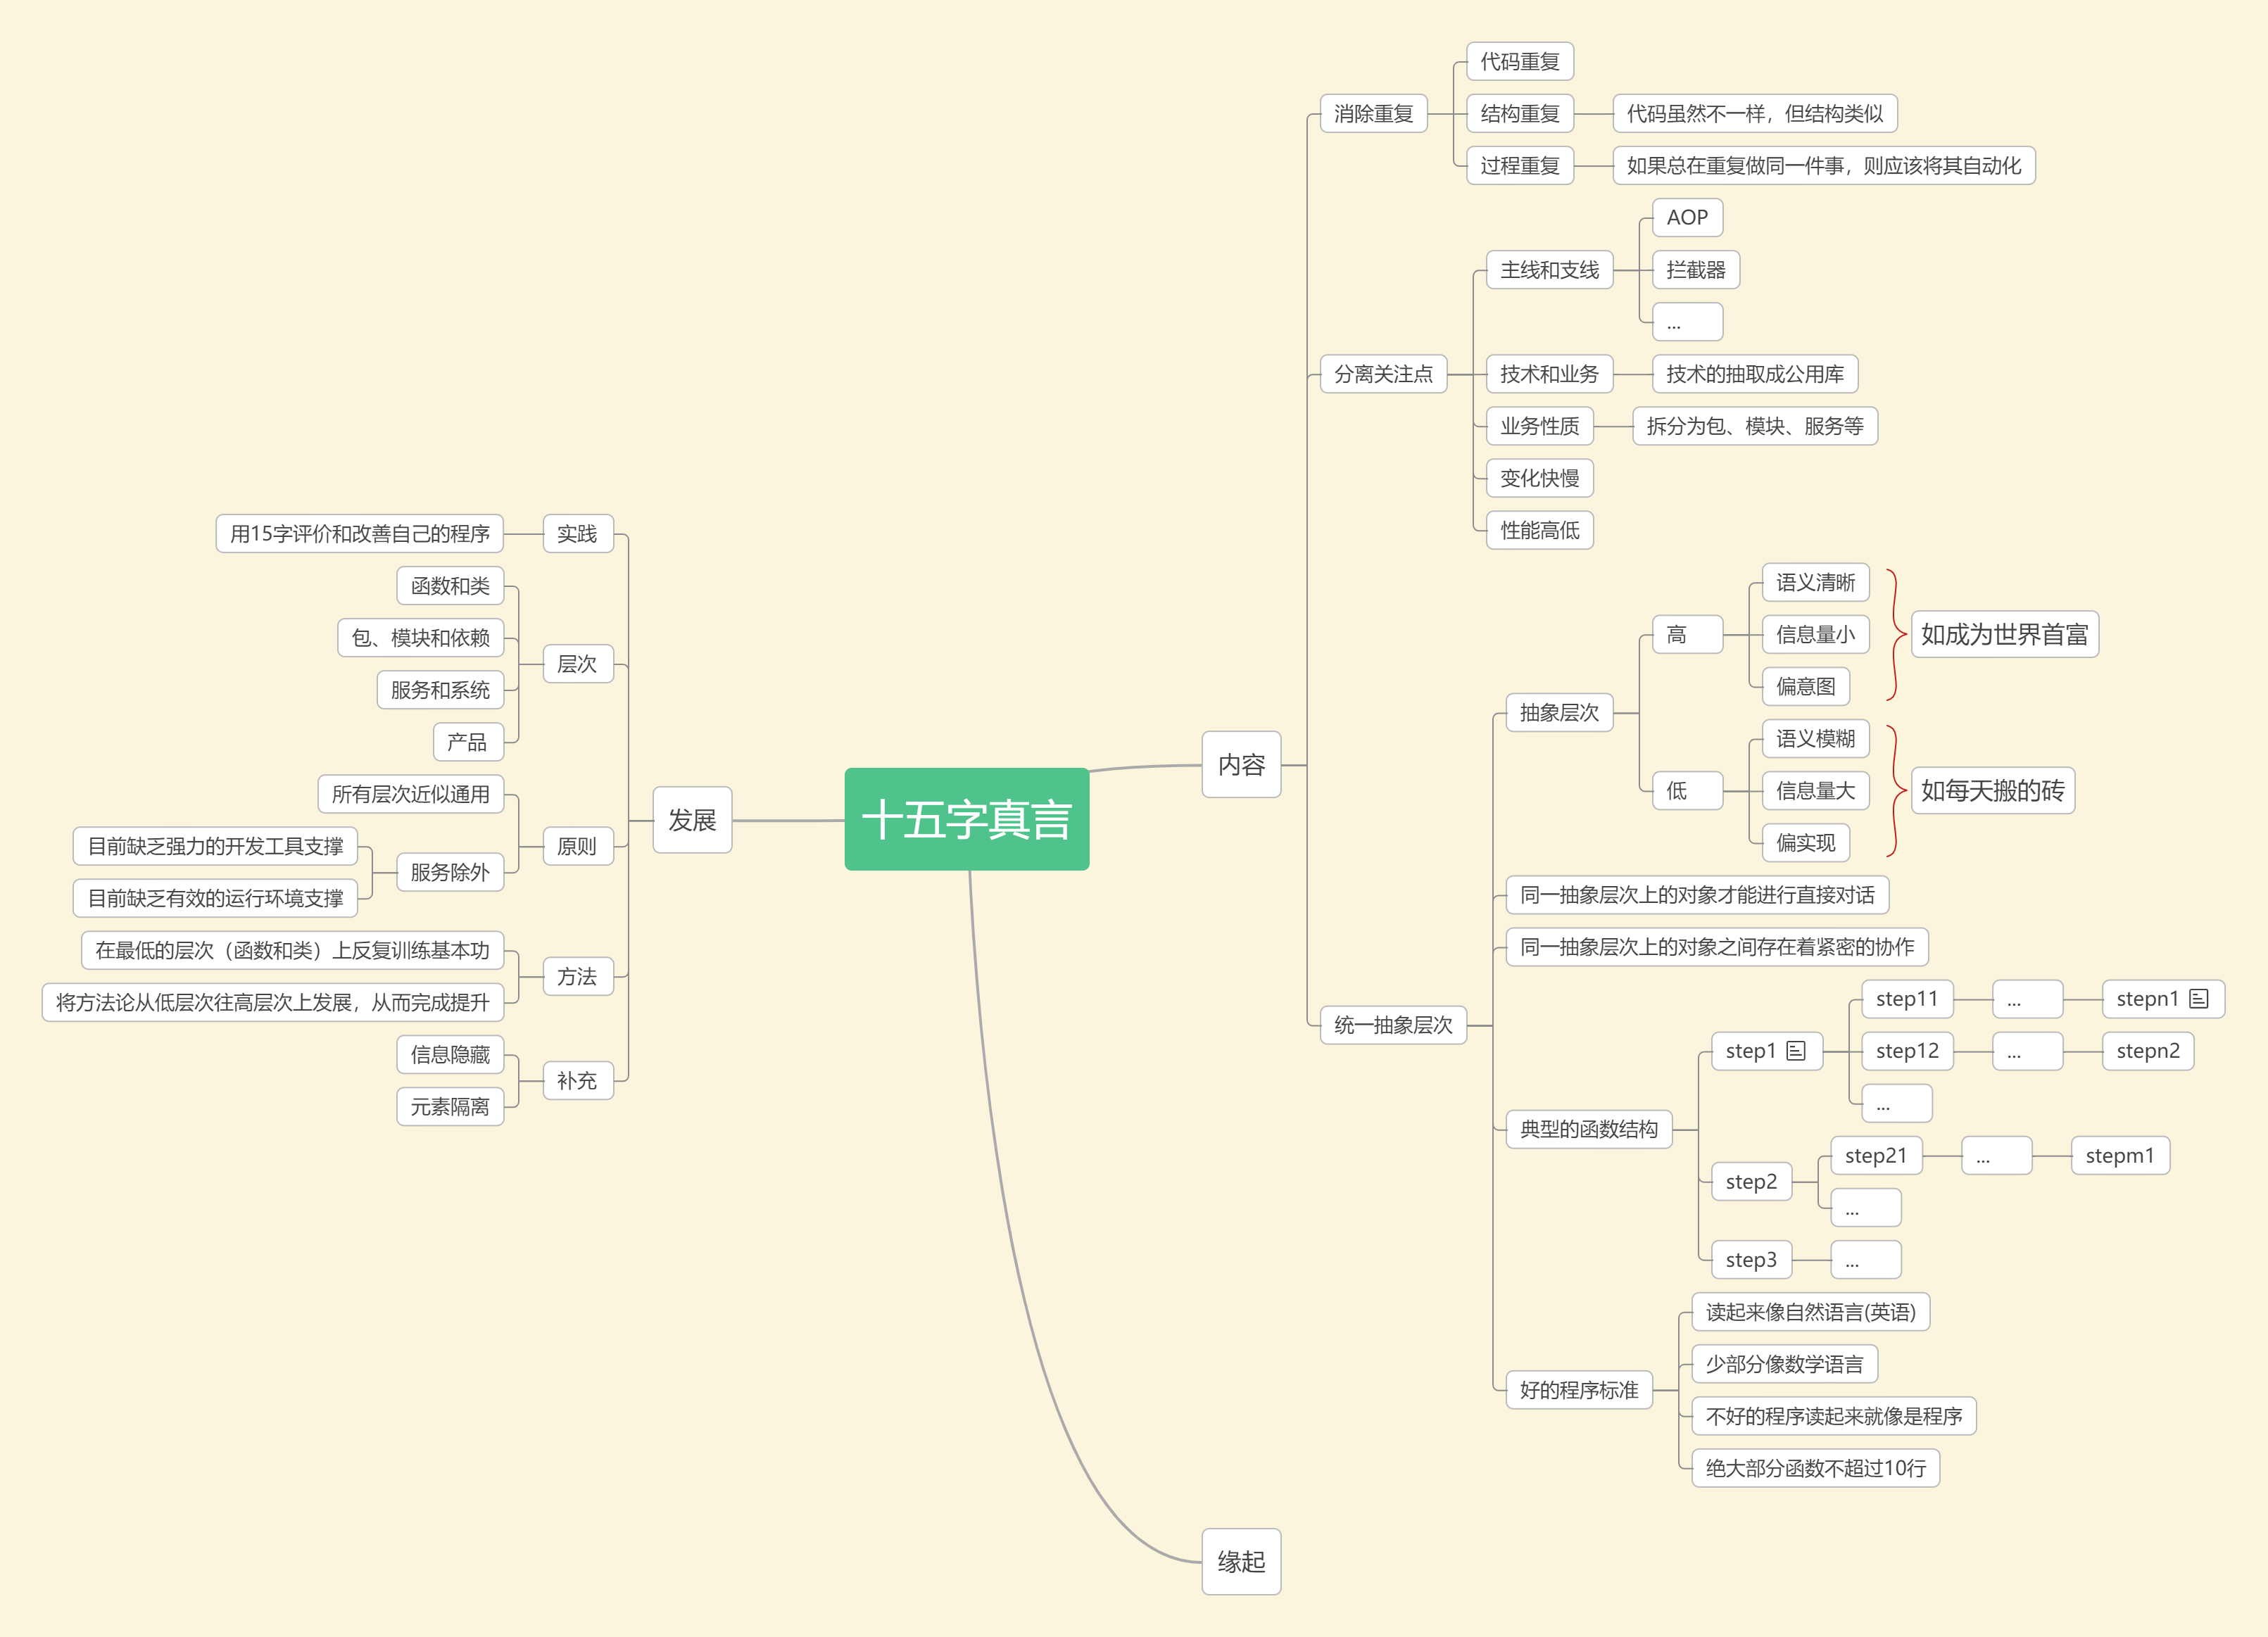 十五字真言
内容
消除重复
代码重复
结构重复
代码虽然不一样，但结构类似
过程重复
如果总在重复做同一件事，则应该将其自动化
分离关注点
主线和支线
AOP
拦截器
...
技术和业务
技术的抽取成公用库
业务性质
拆分为包、模块、服务等
变化快慢
性能高低
统一抽象层次
抽象层次
高
语义清晰
信息量小
偏意图
如成为世界首富
低
语义模糊
信息量大
偏实现
如每天搬的砖
同一抽象层次上的对象才能进行直接对话
同一抽象层次上的对象之间存在着紧密的协作
典型的函数结构
step1
step11
...
stepn1
step12
...
stepn2
...
step2
step21
...
stepm1
...
step3
...
好的程序标准
读起来像自然语言(英语)
少部分像数学语言
不好的程序读起来就像是程序
绝大部分函数不超过10行
缘起
发展
实践
用15字评价和改善自己的程序
层次
函数和类
包、模块和依赖
服务和系统
产品
原则
所有层次近似通用
服务除外
目前缺乏强力的开发工具支撑
目前缺乏有效的运行环境支撑
方法
在最低的层次（函数和类）上反复训练基本功
将方法论从低层次往高层次上发展，从而完成提升
补充
信息隐藏
元素隔离